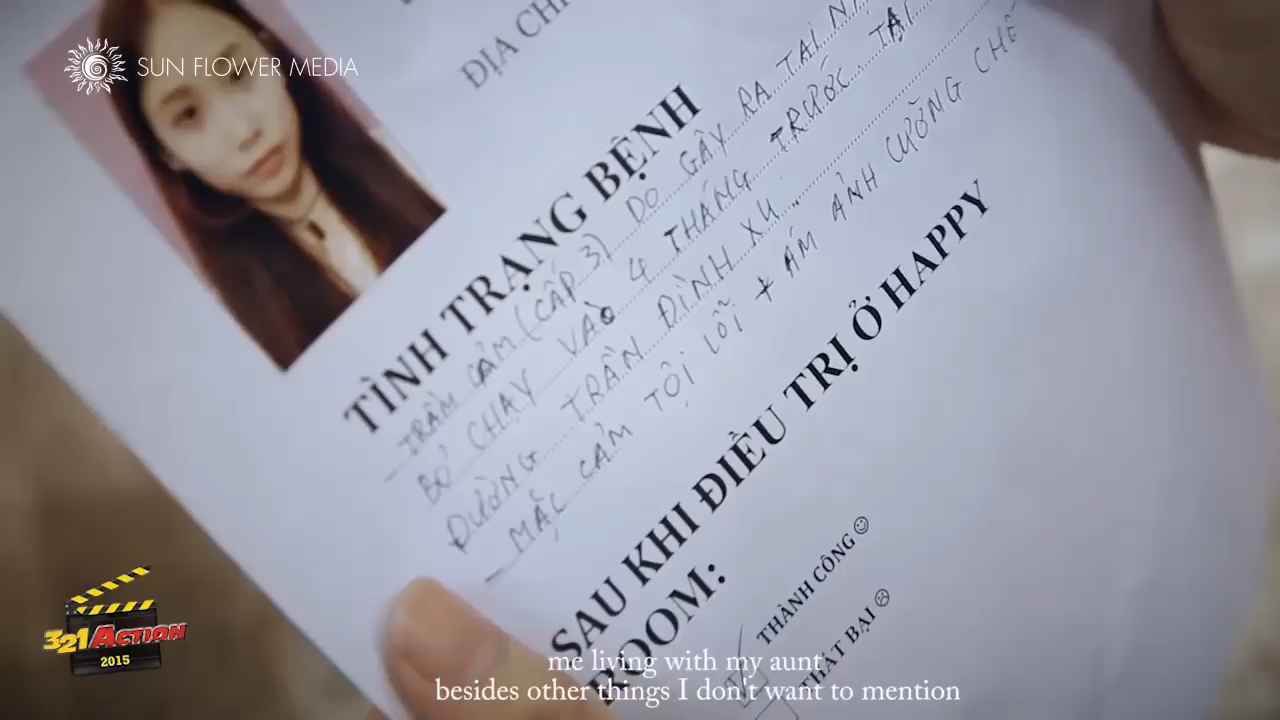 SUN FLOWER MEDIA
ĐỊA CHỈ
TÌNH TRẠNG BỆNH
- TRẦM CẢM (CẤP 3) DO GÂY RA TAI
BỎ CHẠY VÀO 4 THÁNG TRƯỚC TẠI
ĐƯỜNG TRẦN ĐÌNH XU
- MẶC CẢM TỘI LỖI + ÁM ẢNH CƯỜNG CHẾ
SAU KHI ĐIỀU TRỊ Ở HAPPY
ROOM:
THÀNH CÔNG ☺
THẤT BẠI ☹
321 ACTION
2015
me living with my aunt
besides other things I don't want to mention